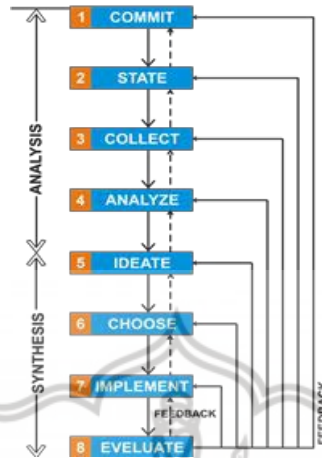 1 COMMIT
2 STATE
3 COLLECT
4 ANALYZE
5 IDEATE
6 CHOOSE
7 IMPLEMENT
FEEDBACK
8 EVELUATE
ANALYSIS
SYNTHESIS
FEEDBACK